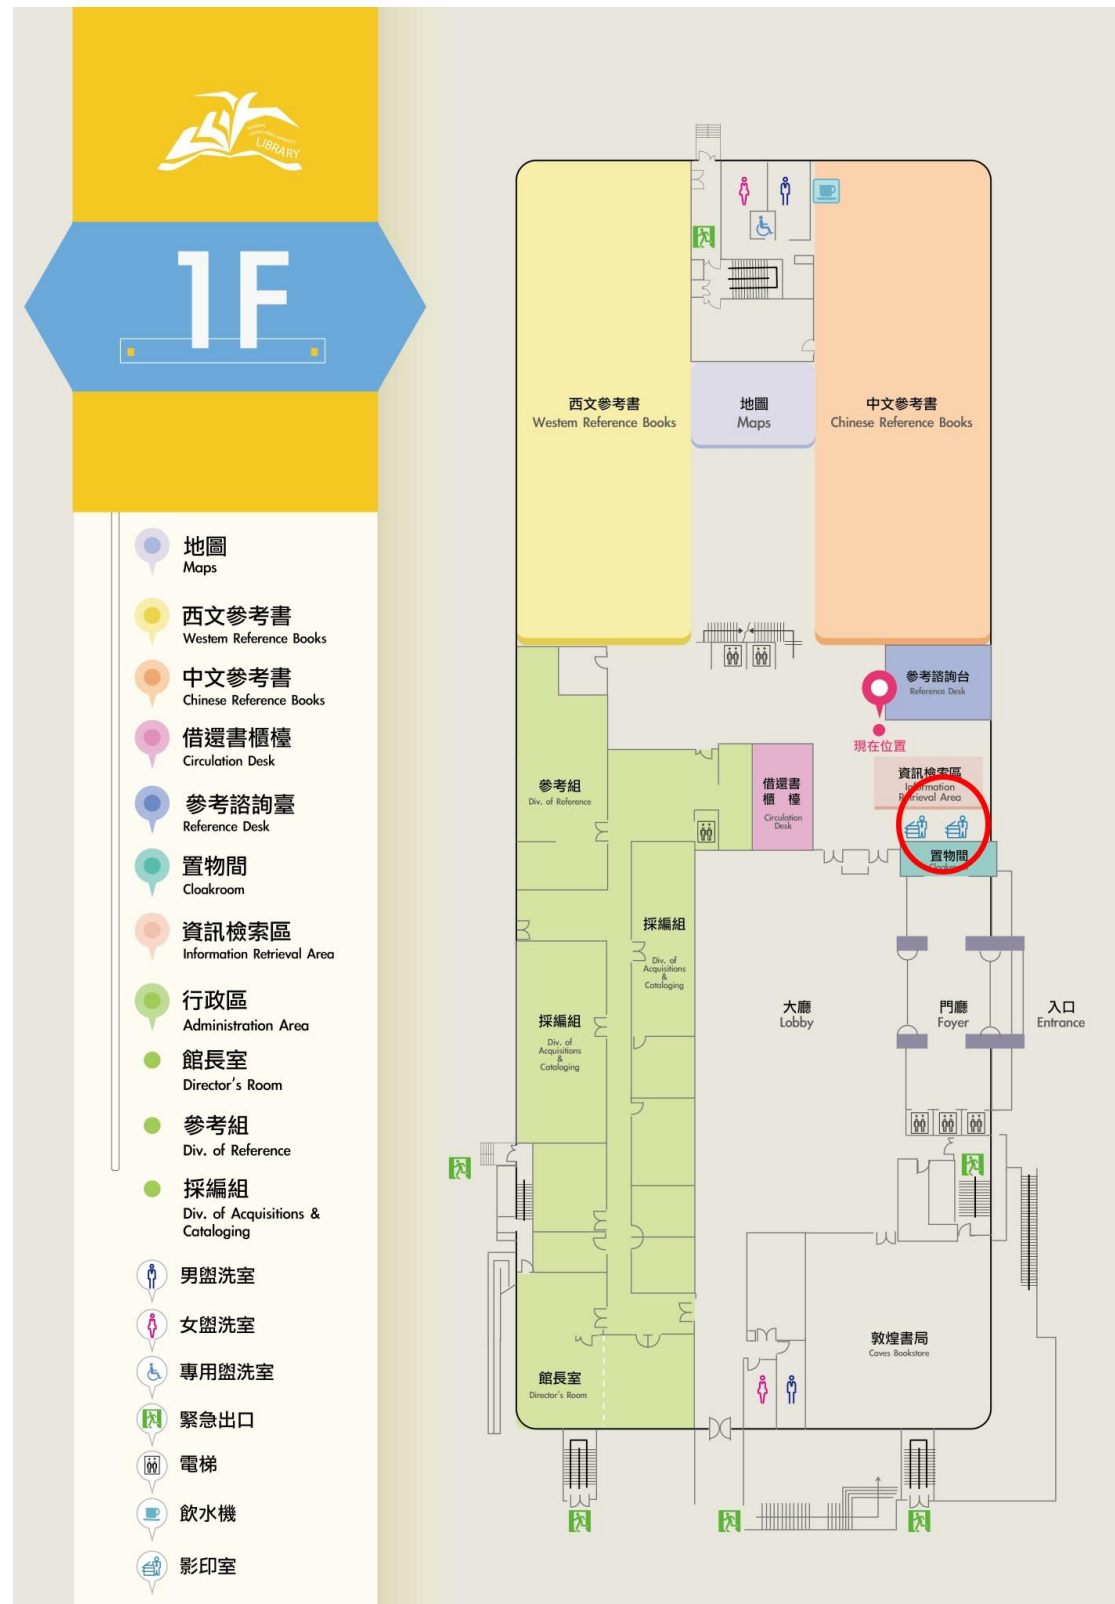 LIBRARY
1F
地圖
Maps
西文參考書
Western Reference Books
中文參考書
Chinese Reference Books
借還書櫃檯
Circulation Desk
參考諮詢臺
Reference Desk
置物間
Cloakroom
資訊檢索區
Information Retrieval Area
行政區
Administration Area
館長室
Director's Room
參考組
Div. of Reference
採編組
Div. of Acquisitions &
Cataloging
男盥洗室
女盥洗室
專用盥洗室
緊急出口
電梯
飲水機
影印室
西文參考書
Western Reference Books
地圖
Maps
中文參考書
Chinese Reference Books
參考諮詢台
Reference Desk
現在位置
資訊檢索區
Information
Retrieval Area
置物間
Cloakroom
參考組
Div. of Reference
借還書
櫃 檯
Circulation
Desk
採編組
Div. of
Acquisitions
&
Cataloging
採編組
Div. of
Acquisitions
&
Cataloging
大廳
Lobby
門廳
Foyer
入口
Entrance
館長室
Director's Room
敦煌書局
Caves Bookstore